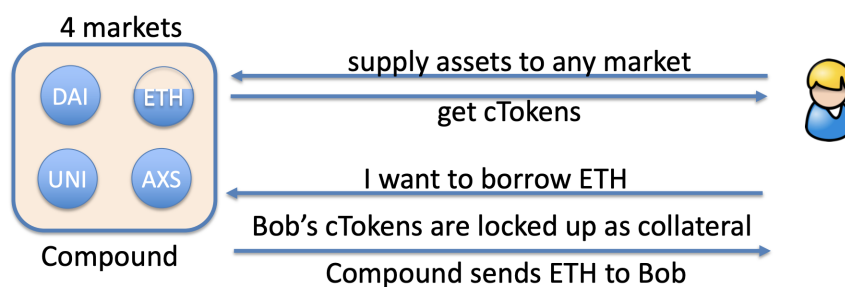 4 markets
DAI
ETH
UNI
AXS
Compound
supply assets to any market
get cTokens
I want to borrow ETH
Bob’s cTokens are locked up as collateral
Compound sends ETH to Bob